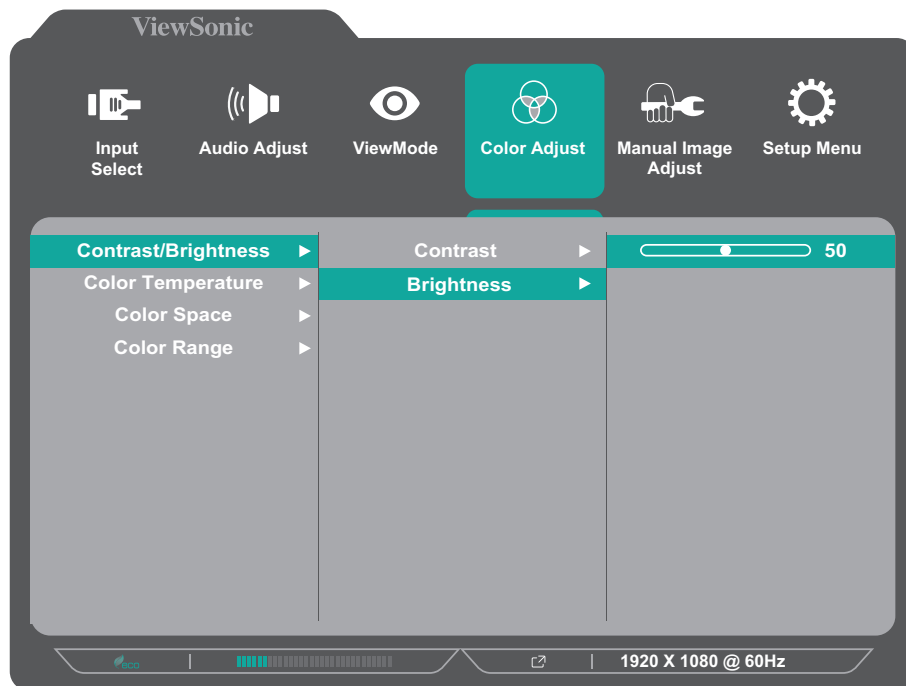 ViewSonic
Input
Select
Audio Adjust
ViewMode
Color Adjust
Manual Image
Adjust
Setup Menu
Contrast/Brightness
Contrast
50
Color Temperature
Brightness
Color Space
Color Range
eco
1920 X 1080 @ 60Hz